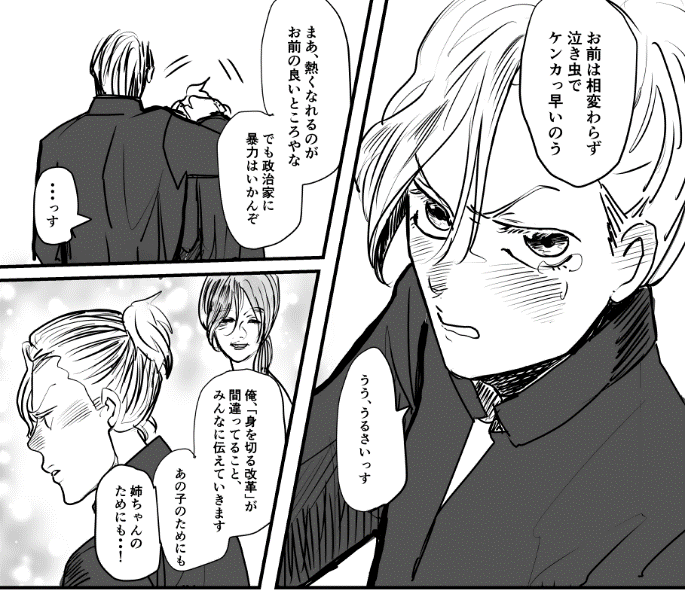 お前は相変わらず
泣き虫で
ケンカっ早いのう
うう、うるさいっす
まあ、熱くなれるのが
お前の良いところやな
でも政治家に
暴力はいかんぞ
…っす
俺、「身を切る改革」が
間違ってること、
みんなに伝えていきます
あの子のためにも
姉ちゃんの
ためにも…！